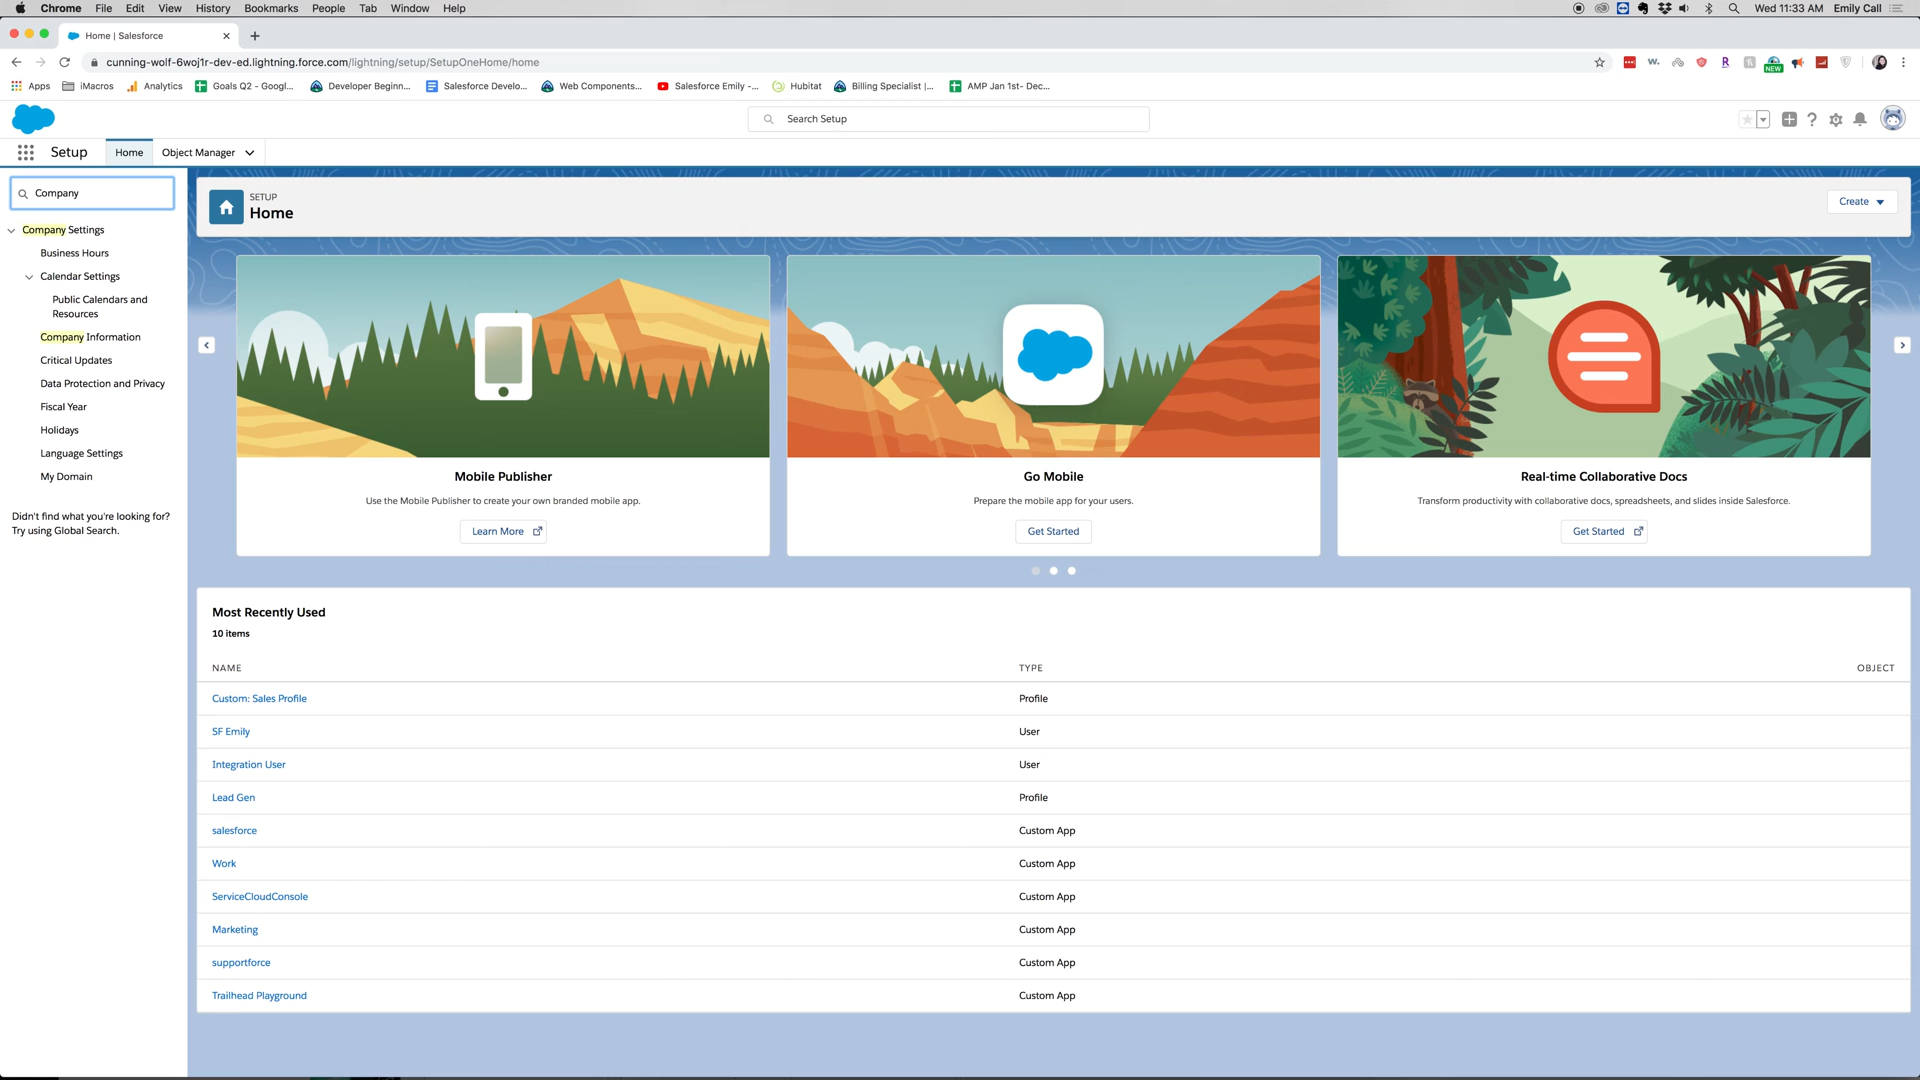 Chrome File Edit View History Bookmarks People Tab Window Help Wed 11:33 AM Emily Call
Home | Salesforce
cunning-wolf-6woj1r-dev-ed.lightning.force.com/lightning/setup/SetupOneHome/home
Apps iMacros Analytics Goals Q2 - Googl... Developer Beginn... Salesforce Develo... Web Components... Salesforce Emily -... Hubitat Billing Specialist |... AMP Jan 1st- Dec...
NEW
Search Setup
Setup Home Object Manager
Company
Company Settings
Business Hours
Calendar Settings
Public Calendars and
Resources
Company Information
Critical Updates
Data Protection and Privacy
Fiscal Year
Holidays
Language Settings
My Domain
Didn't find what you're looking for?
Try using Global Search.
SETUP
Home
Create
Mobile Publisher
Use the Mobile Publisher to create your own branded mobile app.
Learn More
Go Mobile
Prepare the mobile app for your users.
Get Started
Real-time Collaborative Docs
Transform productivity with collaborative docs, spreadsheets, and slides inside Salesforce.
Get Started
Most Recently Used
10 items
NAME TYPE OBJECT
Custom: Sales Profile Profile
SF Emily User
Integration User User
Lead Gen Profile
salesforce Custom App
Work Custom App
ServiceCloudConsole Custom App
Marketing Custom App
supportforce Custom App
Trailhead Playground Custom App